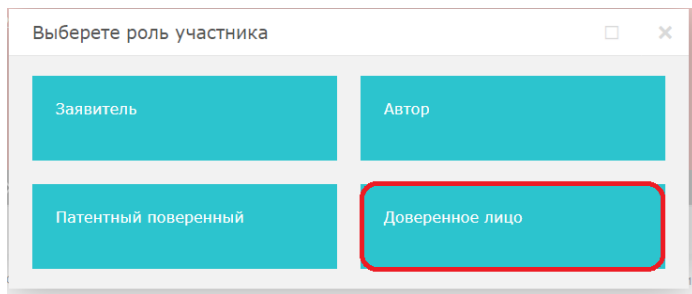 Выберете роль участника
Заявитель
Автор
Патентный поверенный
Доверенное лицо